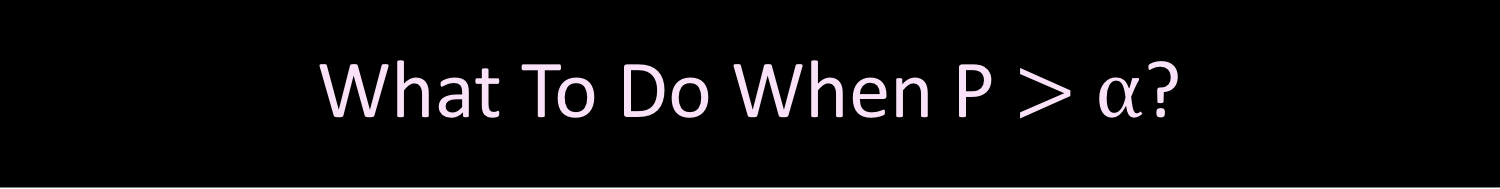 What To Do When P > α?